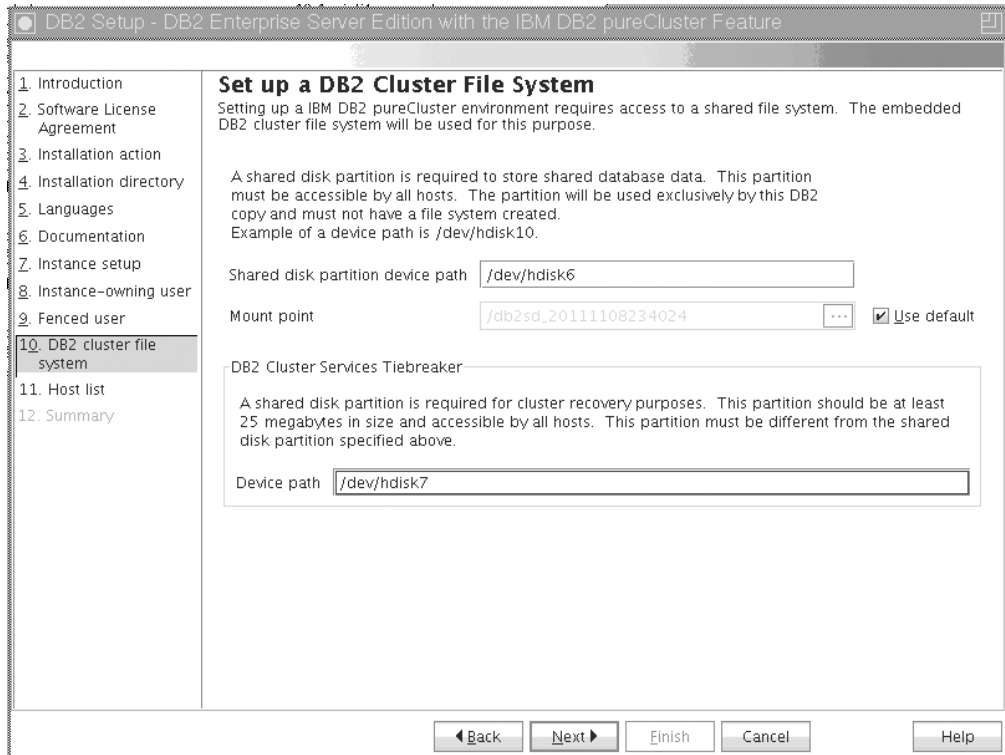 DB2 Setup - DB2 Enterprise Server Edition with the IBM DB2 pureCluster Feature
1. Introduction
2. Software License
Agreement
3. Installation action
4. Installation directory
5. Languages
6. Documentation
7. Instance setup
8. Instance-owning user
9. Fenced user
10. DB2 cluster file
system
11. Host list
12. Summary
Set up a DB2 Cluster File System
Setting up a IBM DB2 pureCluster environment requires access to a shared file system. The embedded
DB2 cluster file system will be used for this purpose.
A shared disk partition is required to store shared database data. This partition
must be accessible by all hosts. The partition will be used exclusively by this DB2
copy and must not have a file system created.
Example of a device path is /dev/hdisk10.
Shared disk partition device path /dev/hdisk6
Mount point /db2sd_20111108234024 ... Use default
DB2 Cluster Services Tiebreaker
A shared disk partition is required for cluster recovery purposes. This partition should be at least
25 megabytes in size and accessible by all hosts. This partition must be different from the shared
disk partition specified above.
Device path /dev/hdisk7
Back Next Finish Cancel Help